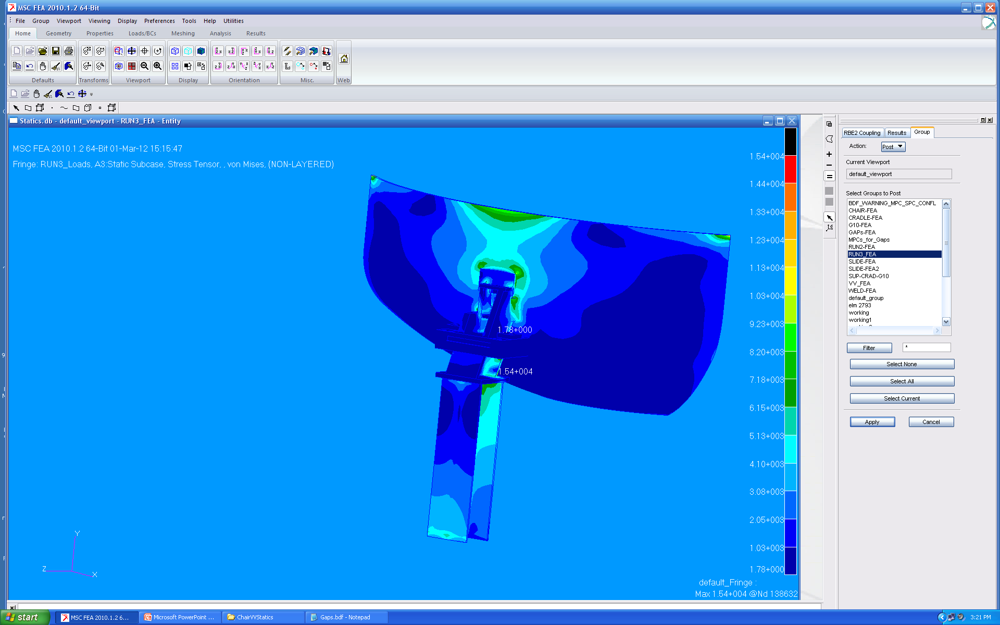 MSC FEA 2010.1.2 64-Bit
File Group Viewport Viewing Display Preferences Tools Help Utilities
Home Geometry Properties Loads/BCs Meshing Analysis Results
Defaults Transforms Viewport Display Orientation Misc. Web
Statics.db - default_viewport - RUN3_FEA - Entity
MSC FEA 2010.1.2 64-Bit 01-Mar-12 15:15:47
Fringe: RUN3_Loads, A3:Static Subcase, Stress Tensor, , von Mises, (NON-LAYERED)
1.54+004
1.44+004
1.33+004
1.23+004
1.13+004
1.03+004
9.23+003
8.20+003
7.18+003
6.15+003
5.13+003
4.10+003
3.08+003
2.05+003
1.03+003
1.78+000
1.78+000
1.54+004
default_Fringe :
Max 1.54+004 @Nd 138632
Y
Z
X
RBE2 Coupling Results Group
Action: Post
Current Viewport
default_viewport
Select Groups to Post
BDF_WARNING_MPC_SPC_CONFL
CHAIR-FEA
CRADLE-FEA
G10-FEA
GAPs-FEA
MPCs_for_Gaps
RUN2-FEA
RUN3_FEA
SLIDE-FEA
SLIDE-FEA2
SUP-CRAD-G10
VV_FEA
WELD-FEA
default_group
elm 2793
working
working1
Filter *
Select None
Select All
Select Current
Apply Cancel
start MSC FEA 2010.1.2 6... Microsoft PowerPoint ... ChairVVStatics Gaps.bdf - Notepad 3:21 PM